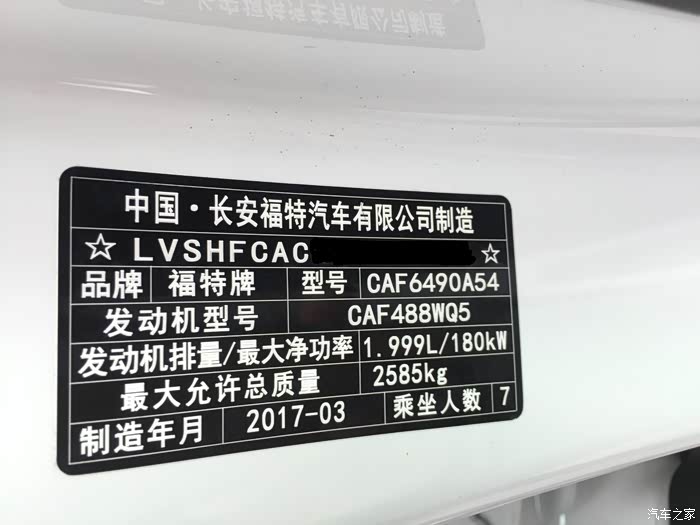 中国·长安福特汽车有限公司制造
☆LVSHFCAC ☆
品牌 福特牌 型号 CAF6490A54
发动机型号 CAF488WQ5
发动机排量/最大净功率 1.999L/180kW
最大允许总质量 2585kg
制造年月 2017-03 乘坐人数 7
汽车之家